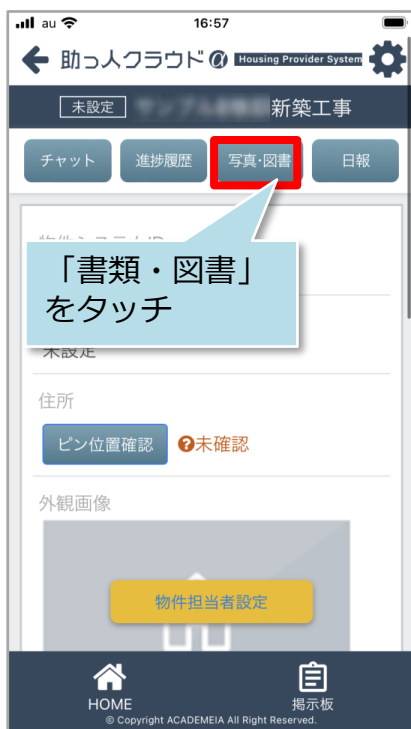 au 16:57
助っ人クラウド@ Housing Provider System
未設定 新築工事
チャット 進捗履歴 写真・図書 日報
「書類・図書」
をタッチ
未設定
住所
ピン位置確認 ?未確認
外観画像
物件担当者設定
HOME 掲示板
© Copyright ACADEMEIA All Right Reserved.